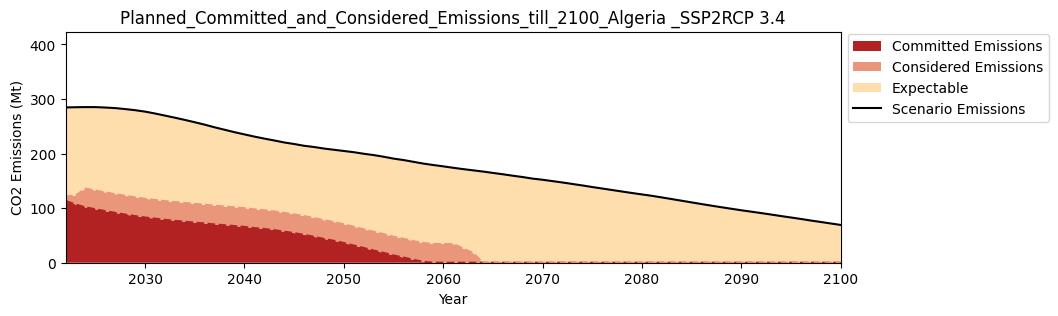 Planned_Committed_and_Considered_Emissions_till_2100_Algeria _SSP2RCP 3.4
400
300
200
100
0
CO2 Emissions (Mt)
2030 2040 2050 2060 2070 2080 2090 2100
Year
Committed Emissions
Considered Emissions
Expectable
Scenario Emissions